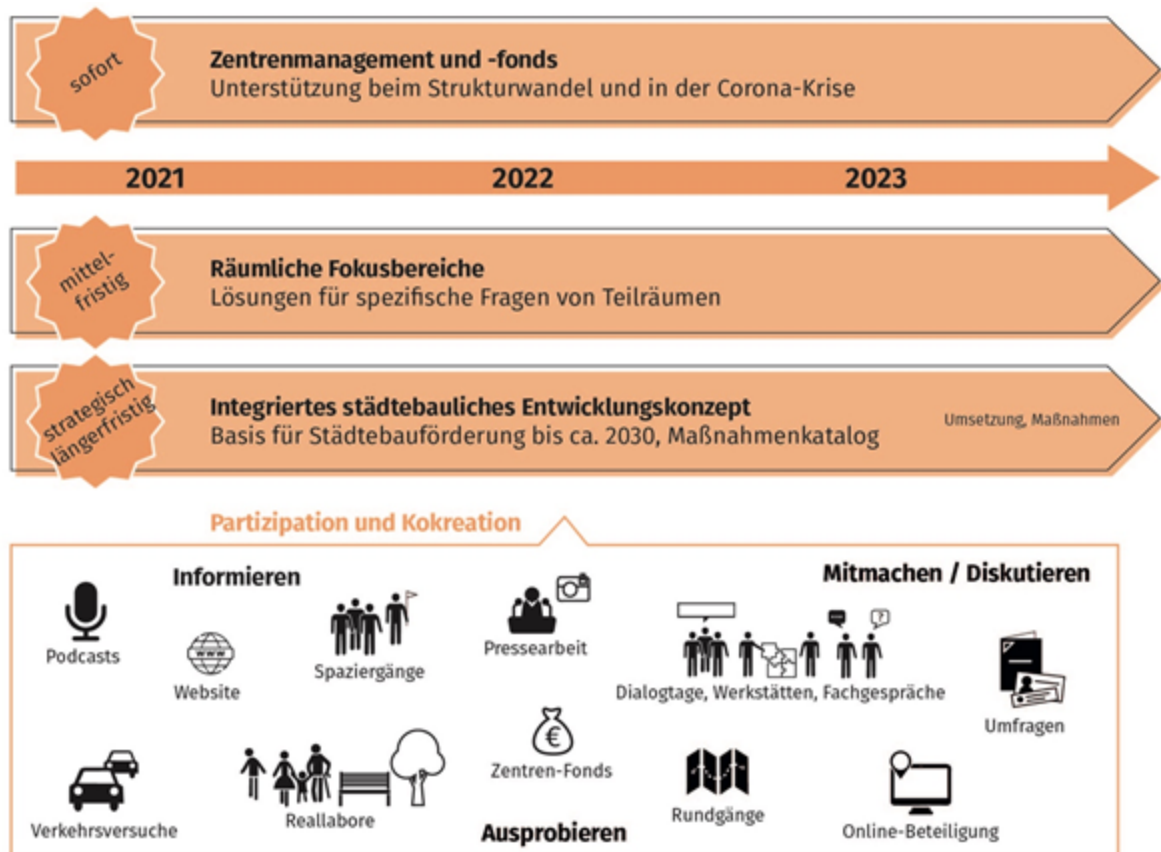 sofort
Zentrenmanagement und -fonds
Unterstützung beim Strukturwandel und in der Corona-Krise
2021 2022 2023
mittel-
fristig
Räumliche Fokusbereiche
Lösungen für spezifische Fragen von Teilräumen
strategisch
längerfristig
Integriertes städtebauliches Entwicklungskonzept
Basis für Städtebauförderung bis ca. 2030, Maßnahmenkatalog
Umsetzung, Maßnahmen
Partizipation und Kokreation
Informieren
Mitmachen / Diskutieren
Podcasts
www
Website
Spaziergänge
Pressearbeit
?
Dialogtage, Werkstätten, Fachgespräche
Umfragen
Verkehrsversuche
Reallabore
€
Zentren-Fonds
Ausprobieren
Rundgänge
Online-Beteiligung